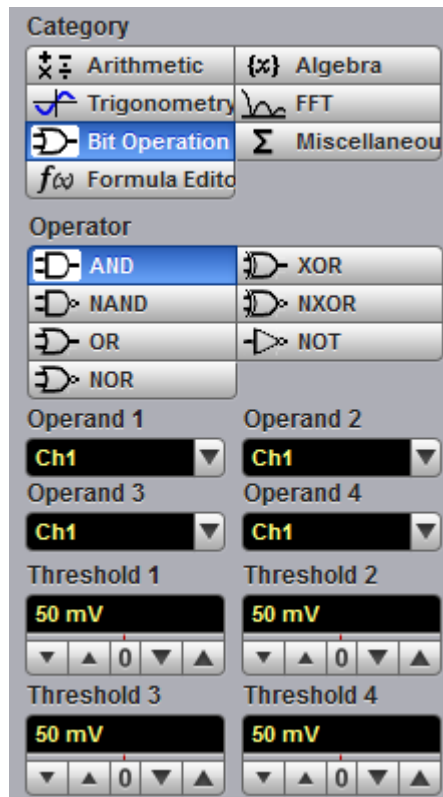 Category
Arithmetic {x} Algebra
Trigonometry FFT
Bit Operation Σ Miscellaneou
f(x) Formula Edito
Operator
AND XOR
NAND NXOR
OR NOT
NOR
Operand 1 Operand 2
Ch1 Ch1
Operand 3 Operand 4
Ch1 Ch1
Threshold 1 Threshold 2
50 mV 50 mV
0 0
Threshold 3 Threshold 4
50 mV 50 mV
0 0